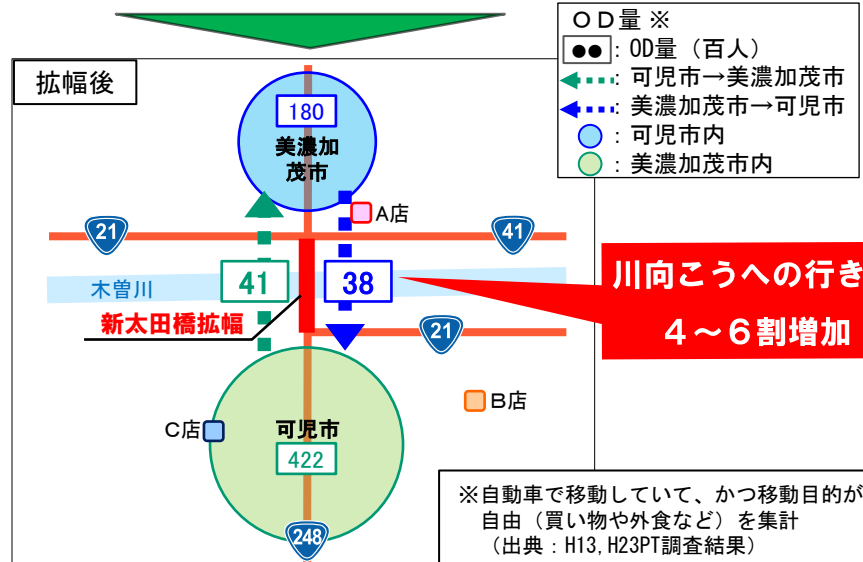 ＯＤ量※
●●：OD量（百人）
：可児市→美濃加茂市
：美濃加茂市→可児市
：可児市内
：美濃加茂市内
拡幅後
180
美濃加
茂市
A店
21
41
41
38
木曽川
新太田橋拡幅
21
川向こうへの行き
４～６割増加
B店
C店
可児市
422
248
※自動車で移動していて、かつ移動目的が
自由（買い物や外食など）を集計
（出典：H13,H23PT調査結果）